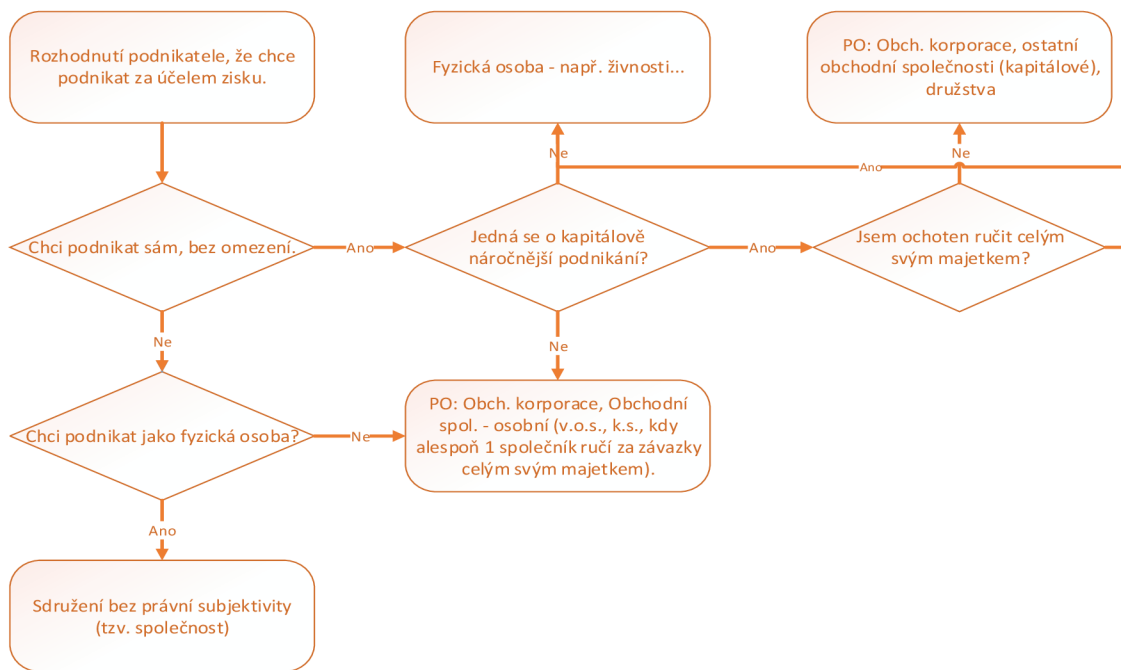 Rozhodnutí podnikatele, že chce
podnikat za účelem zisku.
Fyzická osoba - např. živnosti...
PO: Obch. korporace, ostatní
obchodní společnosti (kapitálové),
družstva
Ne
Ano
Ne
Chci podnikat sám, bez omezení.
Ano
Jedná se o kapitálově
náročnější podnikání?
Ano
Jsem ochoten ručit celým
svým majetkem?
Ne
Ne
Chci podnikat jako fyzická osoba?
Ne
PO: Obch. korporace, Obchodní
spol. - osobní (v.o.s., k.s., kdy
alespoň 1 společník ručí za závazky
celým svým majetkem).
Ano
Sdružení bez právní subjektivity
(tzv. společnost)